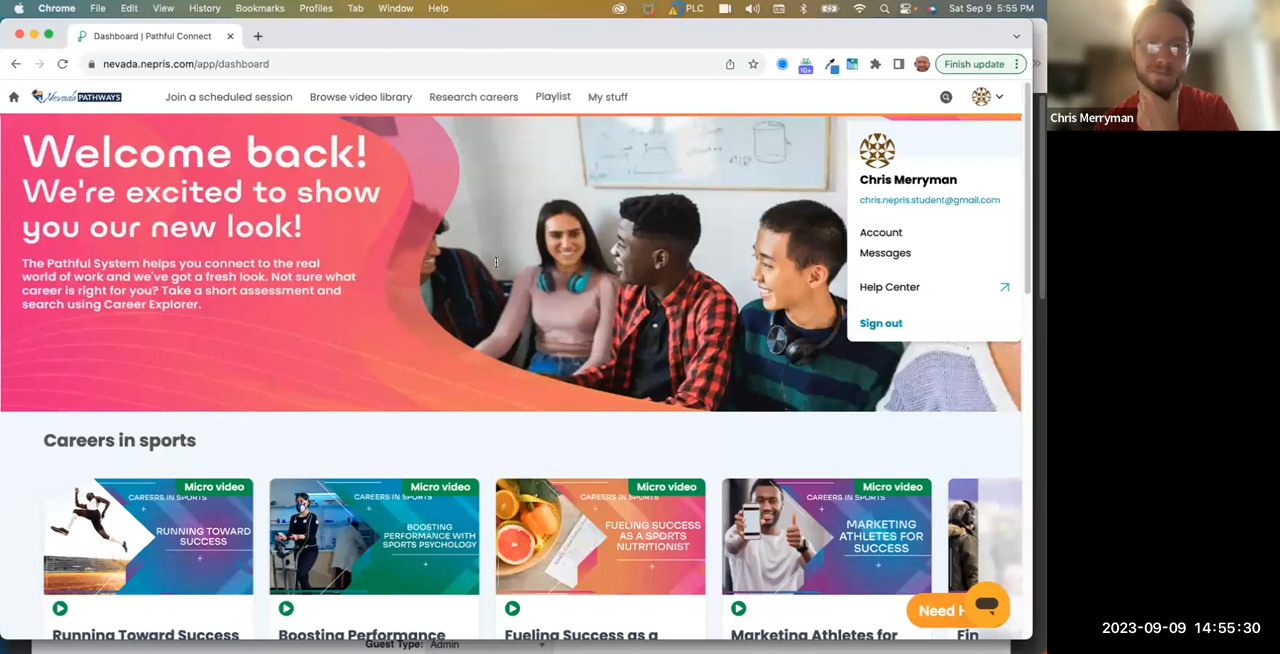 Chrome File Edit View History Bookmarks Profiles Tab Window Help PLC Sat Sep 9 5:55 PM
Dashboard | Pathful Connect
nevada.nepris.com/app/dashboard
10+
Finish update
Nevada PATHWAYS
Join a scheduled session Browse video library Research careers Playlist My stuff
Welcome back!
We're excited to show
you our new look!
The Pathful System helps you connect to the real
world of work and we've got a fresh look. Not sure what
career is right for you? Take a short assessment and
search using Career Explorer.
Chris Merryman
chris.nepris.student@gmail.com
Account
Messages
Help Center
Sign out
Careers in sports
Micro video
CAREERS IN SPORTS
RUNNING TOWARD
SUCCESS
Running Toward Success
Micro video
CAREERS IN SPORTS
BOOSTING
PERFORMANCE WITH
SPORTS PSYCHOLOGY
Boosting Performance
Micro video
CAREERS IN SPORTS
FUELING SUCCESS
AS A SPORTS
NUTRITIONIST
Fueling Success as a
Micro video
CAREERS IN SPORTS
MARKETING
ATHLETES FOR
SUCCESS
Marketing Athletes for
Fin
Need H
Guest Type: Admin
Chris Merryman
2023-09-09 14:55:30